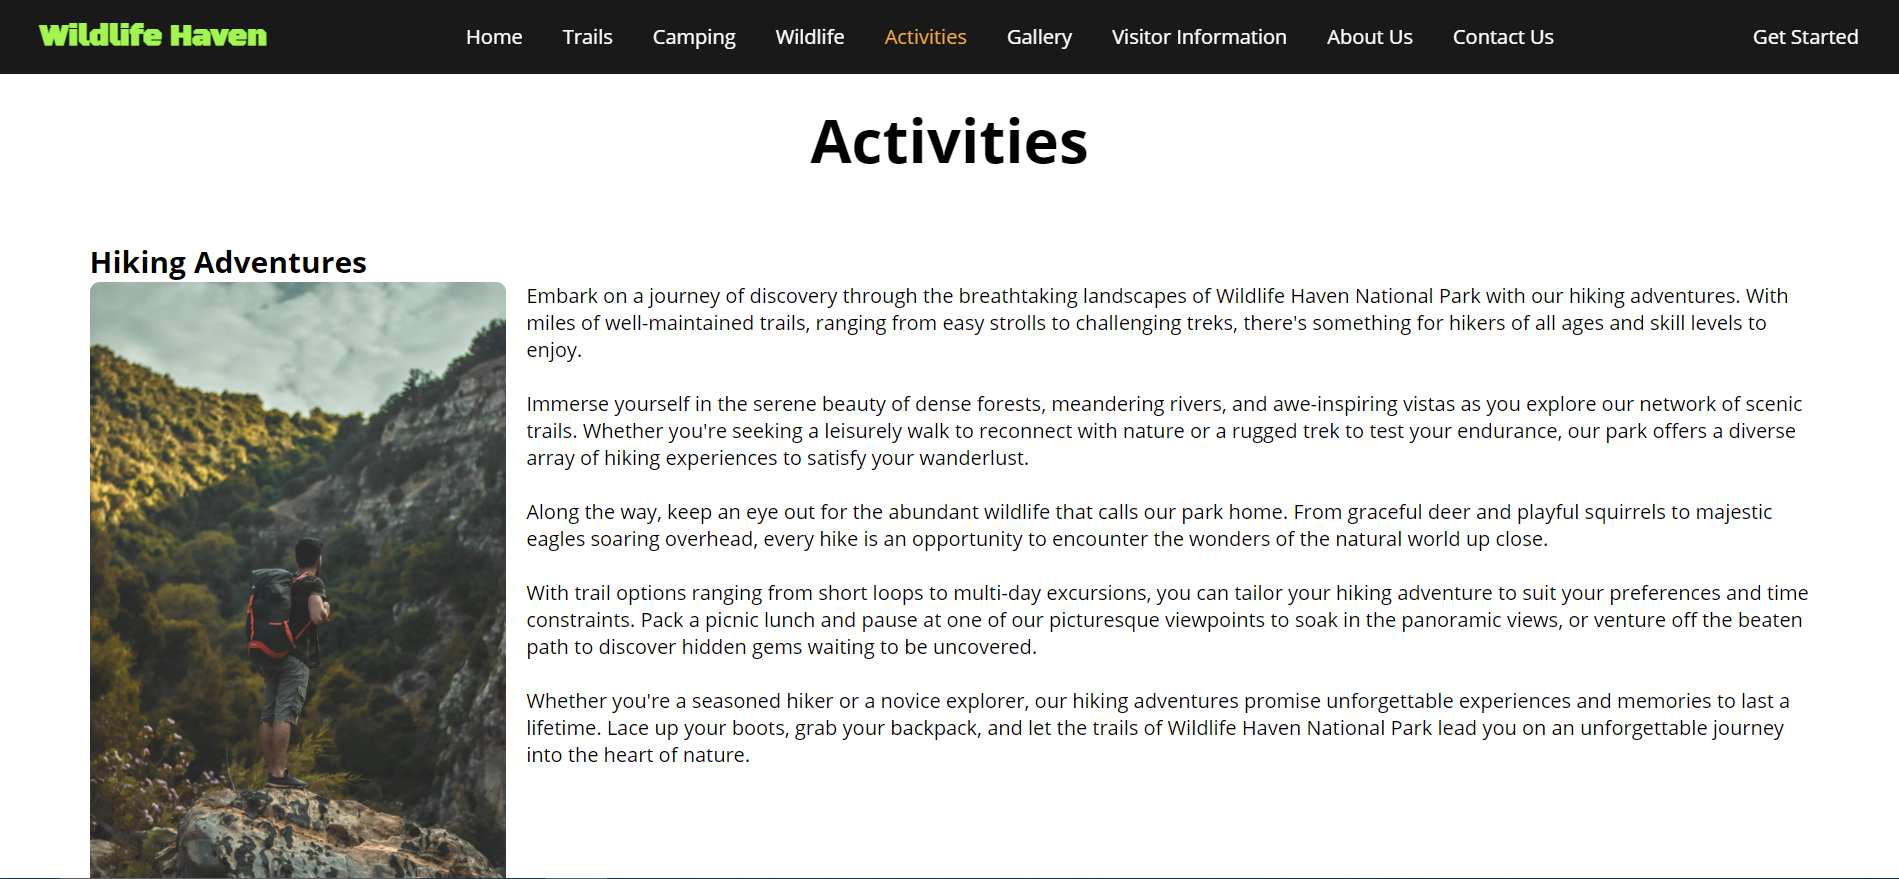 Wildlife Haven
Home Trails Camping Wildlife Activities Gallery Visitor Information About Us Contact Us Get Started
Activities
Hiking Adventures
Embark on a journey of discovery through the breathtaking landscapes of Wildlife Haven National Park with our hiking adventures. With
miles of well-maintained trails, ranging from easy strolls to challenging treks, there's something for hikers of all ages and skill levels to
enjoy.
Immerse yourself in the serene beauty of dense forests, meandering rivers, and awe-inspiring vistas as you explore our network of scenic
trails. Whether you're seeking a leisurely walk to reconnect with nature or a rugged trek to test your endurance, our park offers a diverse
array of hiking experiences to satisfy your wanderlust.
Along the way, keep an eye out for the abundant wildlife that calls our park home. From graceful deer and playful squirrels to majestic
eagles soaring overhead, every hike is an opportunity to encounter the wonders of the natural world up close.
With trail options ranging from short loops to multi-day excursions, you can tailor your hiking adventure to suit your preferences and time
constraints. Pack a picnic lunch and pause at one of our picturesque viewpoints to soak in the panoramic views, or venture off the beaten
path to discover hidden gems waiting to be uncovered.
Whether you're a seasoned hiker or a novice explorer, our hiking adventures promise unforgettable experiences and memories to last a
lifetime. Lace up your boots, grab your backpack, and let the trails of Wildlife Haven National Park lead you on an unforgettable journey
into the heart of nature.